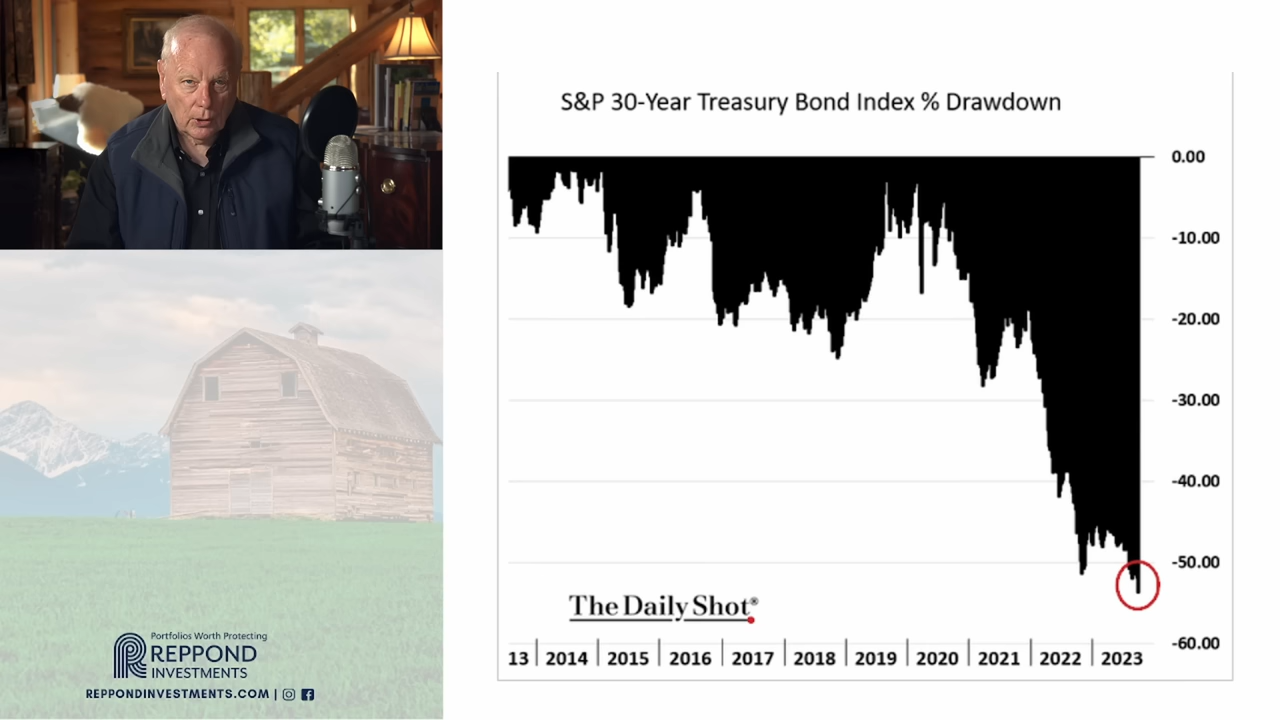 S&P 30-Year Treasury Bond Index % Drawdown
0.00
-10.00
-20.00
-30.00
-40.00
-50.00
-60.00
The Daily Shot®
13 2014 2015 2016 2017 2018 2019 2020 2021 2022 2023
Portfolios Worth Protecting
REPPOND
INVESTMENTS
REPPONDINVESTMENTS.COM |